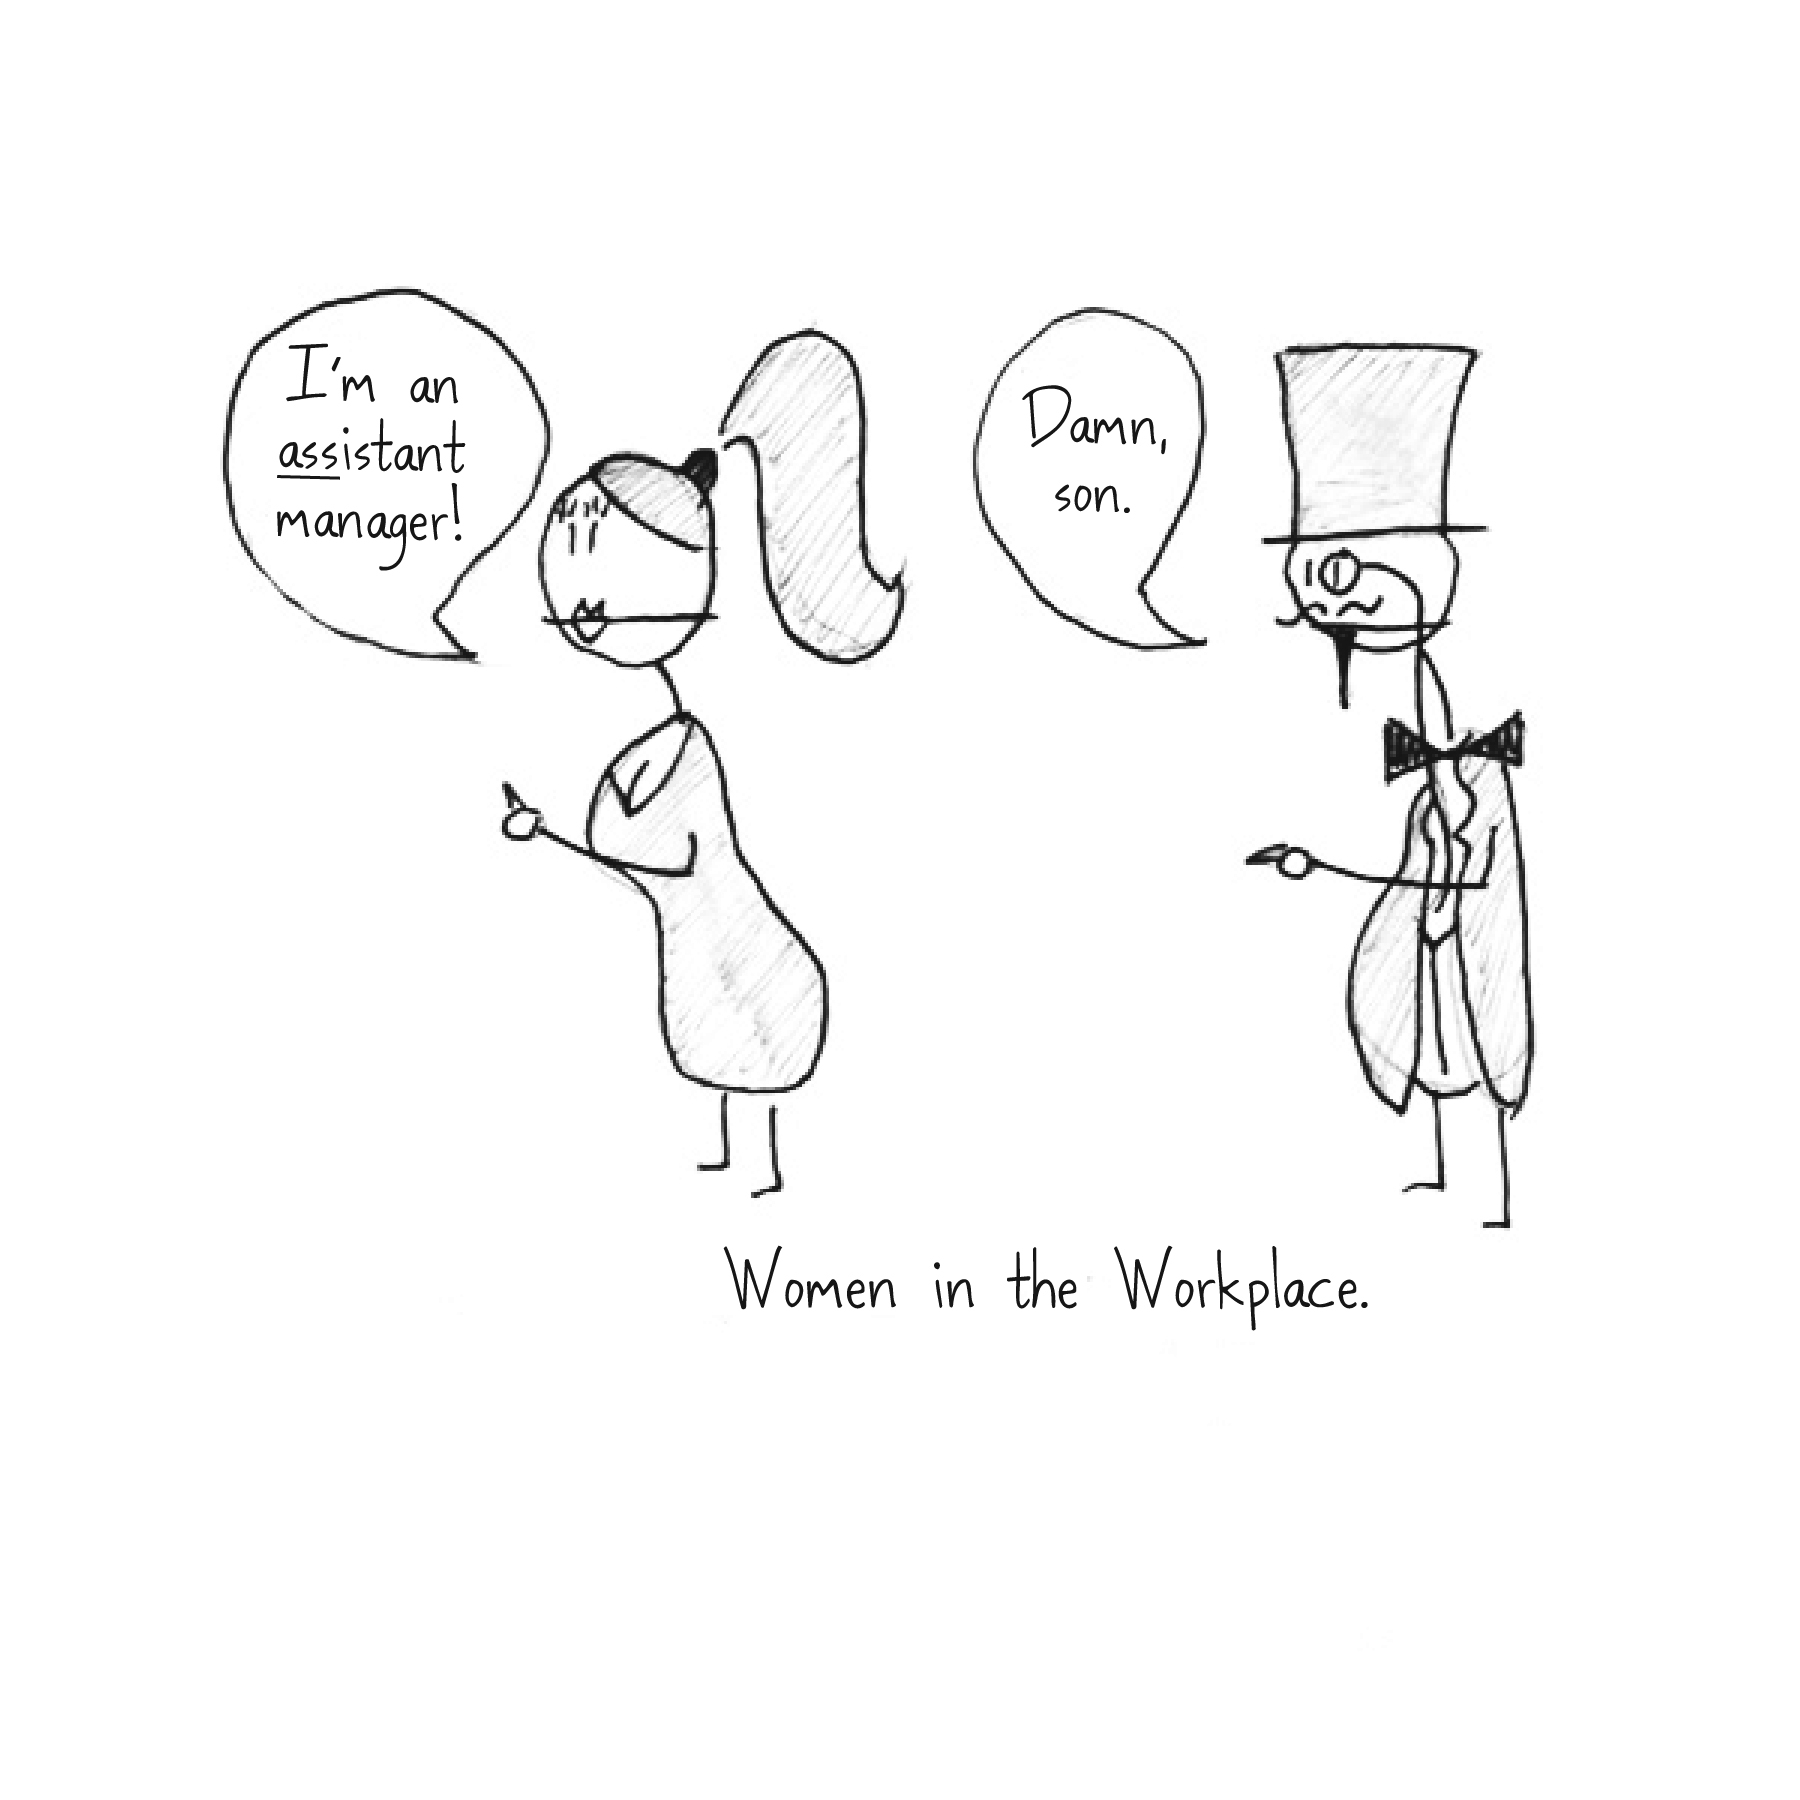 I'm an
assistant
manager!
Damn,
son.
Women in the Workplace.